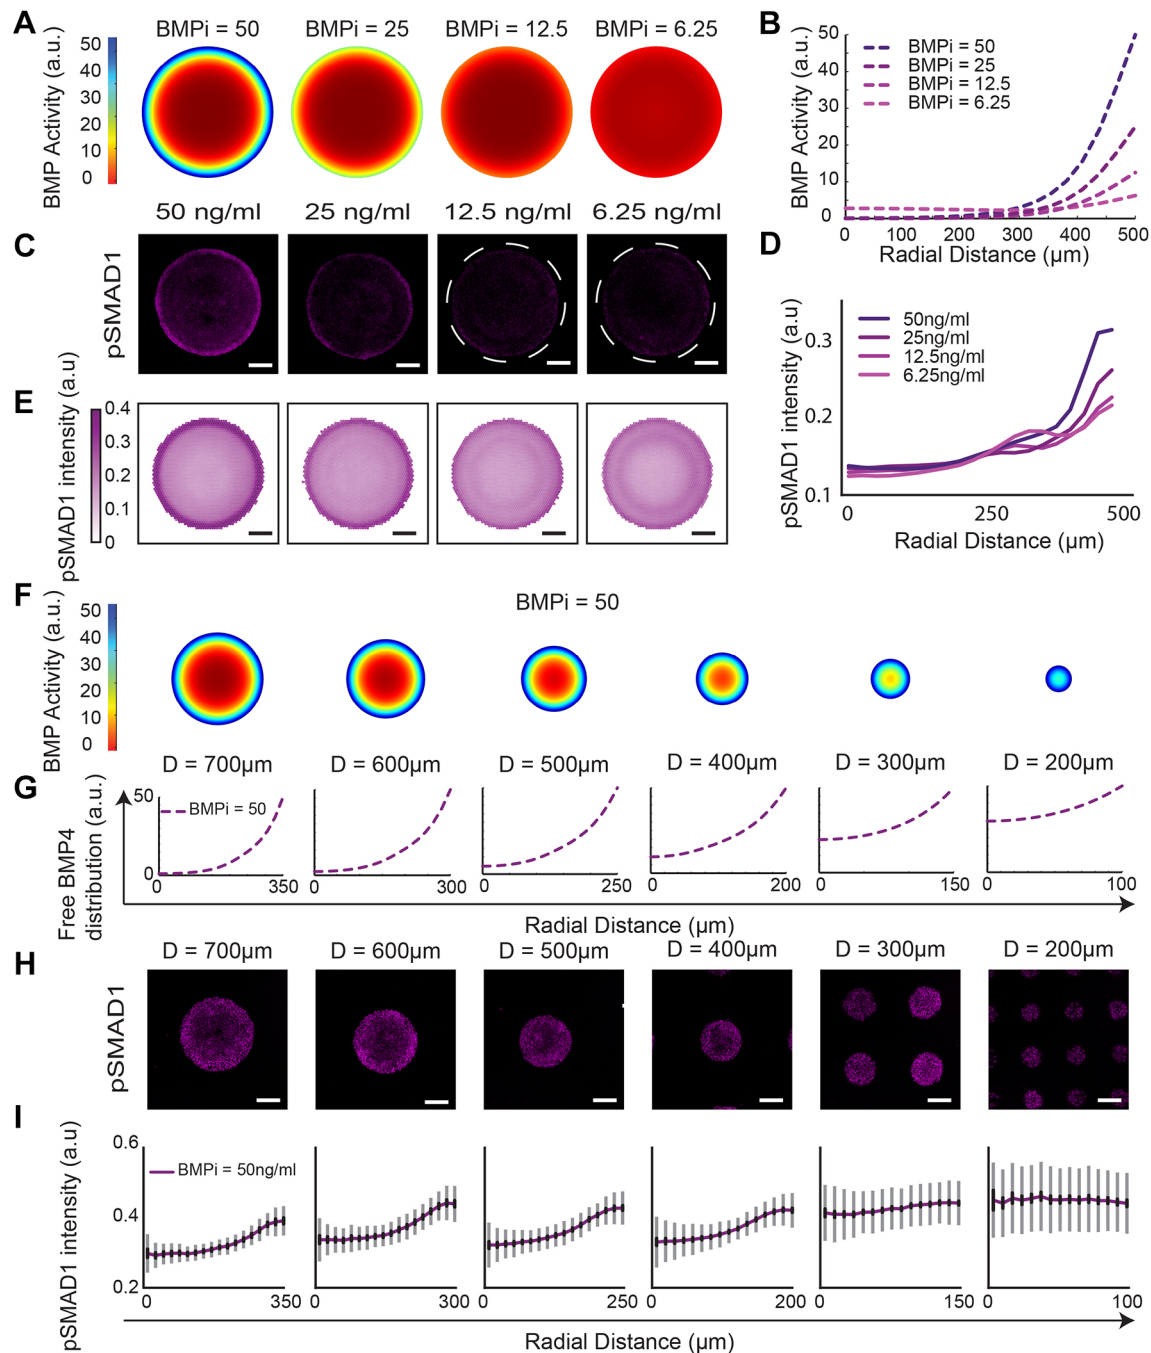 A
BMPi = 50
BMPi = 25
BMPi = 12.5
BMPi = 6.25
BMP Activity (a.u.)
50
40
30
20
10
0
B
BMP Activity (a.u.)
50
40
30
20
10
0
BMPi = 50
BMPi = 25
BMPi = 12.5
BMPi = 6.25
0
100
200
300
400
500
Radial Distance (µm)
50 ng/ml
25 ng/ml
12.5 ng/ml
6.25 ng/ml
C
pSMAD1
D
pSMAD1 intensity (a.u)
0.3
0.2
0.1
50ng/ml
25ng/ml
12.5ng/ml
6.25ng/ml
0
250
500
Radial Distance (µm)
E
pSMAD1 intensity (a.u)
0.4
0.3
0.2
0.1
0
F
BMPi = 50
BMP Activity (a.u.)
50
40
30
20
10
0
D = 700µm
D = 600µm
D = 500µm
D = 400µm
D = 300µm
D = 200µm
G
Free BMP4
distribution (a.u.)
50
0
BMPi = 50
0
350
0
300
0
250
0
200
0
150
0
100
Radial Distance (µm)
H
D = 700µm
D = 600µm
D = 500µm
D = 400µm
D = 300µm
D = 200µm
pSMAD1
I
pSMAD1 intensity (a.u)
0.6
0.4
0.2
BMPi = 50ng/ml
0
350
0
300
0
250
0
200
0
150
0
100
Radial Distance (µm)